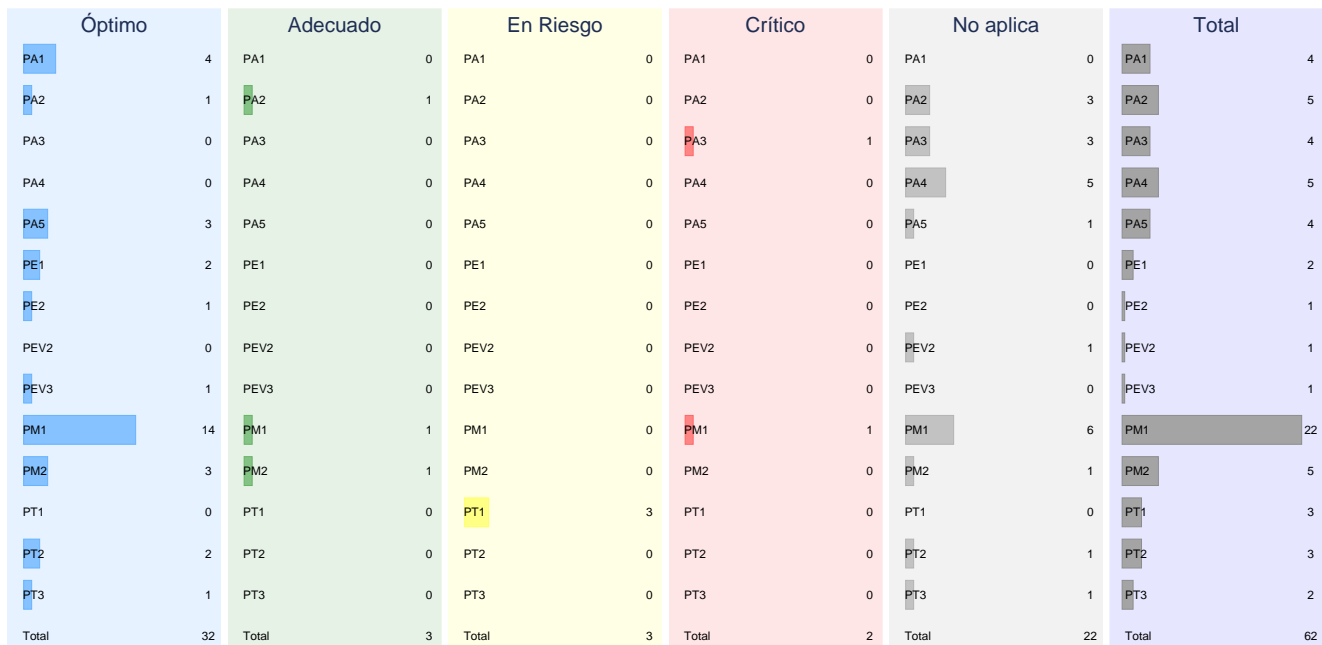 Óptimo Adecuado En Riesgo Crítico No aplica Total
PA1 4 PA1 0 PA1 0 PA1 0 PA1 0 PA1 4
PA2 1 PA2 1 PA2 0 PA2 0 PA2 3 PA2 5
PA3 0 PA3 0 PA3 0 PA3 1 PA3 3 PA3 4
PA4 0 PA4 0 PA4 0 PA4 0 PA4 5 PA4 5
PA5 3 PA5 0 PA5 0 PA5 0 PA5 1 PA5 4
PE1 2 PE1 0 PE1 0 PE1 0 PE1 0 PE1 2
PE2 1 PE2 0 PE2 0 PE2 0 PE2 0 PE2 1
PEV2 0 PEV2 0 PEV2 0 PEV2 0 PEV2 1 PEV2 1
PEV3 1 PEV3 0 PEV3 0 PEV3 0 PEV3 0 PEV3 1
PM1 14 PM1 1 PM1 0 PM1 1 PM1 6 PM1 22
PM2 3 PM2 1 PM2 0 PM2 0 PM2 1 PM2 5
PT1 0 PT1 0 PT1 3 PT1 0 PT1 0 PT1 3
PT2 2 PT2 0 PT2 0 PT2 0 PT2 1 PT2 3
PT3 1 PT3 0 PT3 0 PT3 0 PT3 1 PT3 2
Total 32 Total 3 Total 3 Total 2 Total 22 Total 62